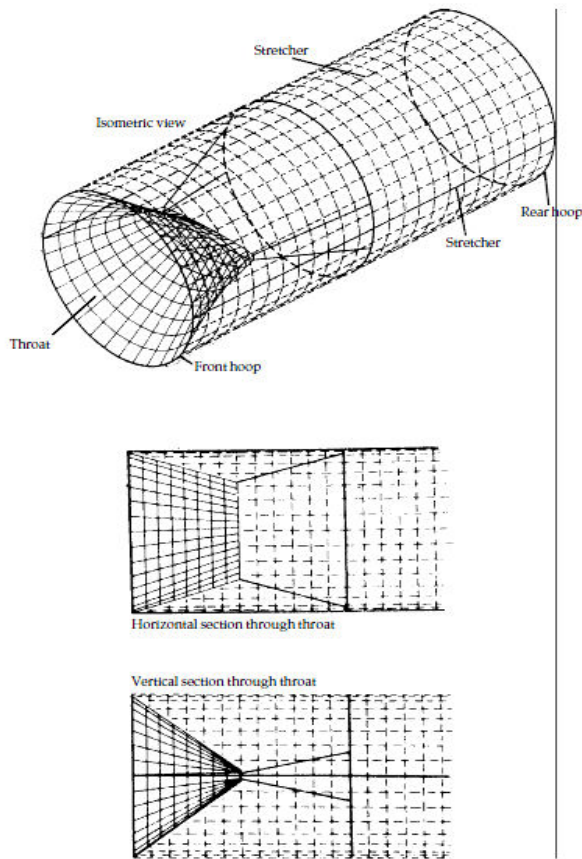 Stretcher
Isometric view
Rear hoop
Stretcher
Throat
Front hoop
Horizontal section through throat
Vertical section through throat